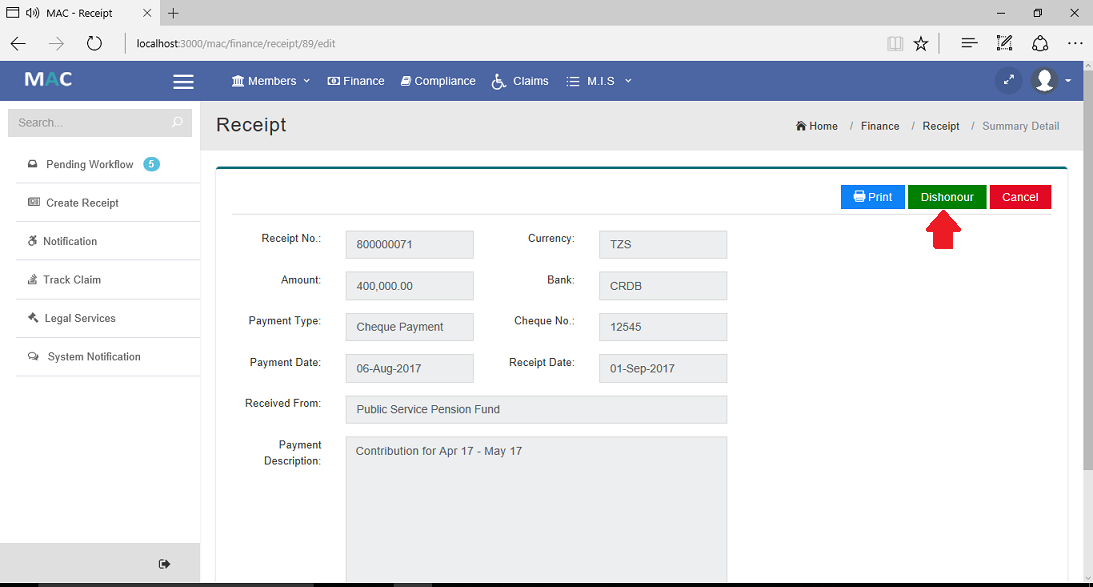 MAC - Receipt
localhost:3000/mac/finance/receipt/89/edit
MAC
Members
Finance
Compliance
Claims
M.I.S
Search...
Receipt
Home / Finance / Receipt / Summary Detail
Pending Workflow 5
Create Receipt
Notification
Track Claim
Legal Services
System Notification
Print
Dishonour
Cancel
Receipt No.: 800000071 Currency: TZS
Amount: 400,000.00 Bank: CRDB
Payment Type: Cheque Payment Cheque No.: 12545
Payment Date: 06-Aug-2017 Receipt Date: 01-Sep-2017
Received From: Public Service Pension Fund
Payment
Description:
Contribution for Apr 17 - May 17